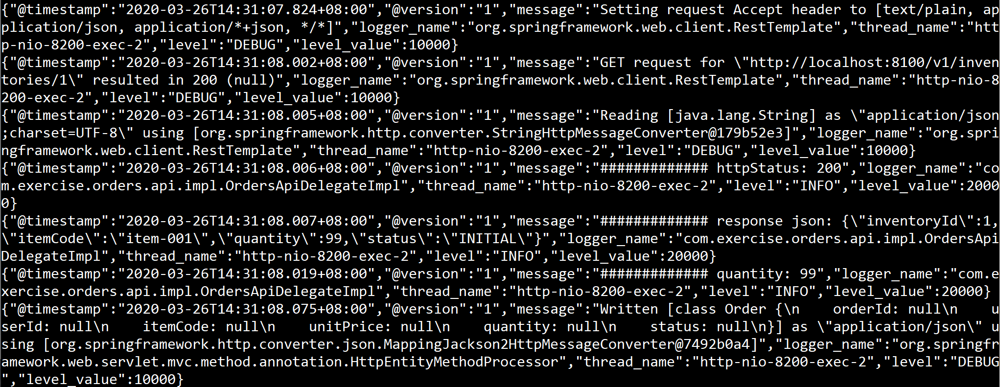 {"@timestamp":"2020-03-26T14:31:07.824+08:00","@version":"1","message":"Setting request Accept header to [text/plain, ap
plication/json, application/*+json, */*]","logger_name":"org.springframework.web.client.RestTemplate","thread_name":"htt
p-nio-8200-exec-2","level":"DEBUG","level_value":10000}
{"@timestamp":"2020-03-26T14:31:08.002+08:00","@version":"1","message":"GET request for \"http://localhost:8100/v1/inven
tories/1\" resulted in 200 (null)","logger_name":"org.springframework.web.client.RestTemplate","thread_name":"http-nio-8
200-exec-2","level":"DEBUG","level_value":10000}
{"@timestamp":"2020-03-26T14:31:08.005+08:00","@version":"1","message":"Reading [java.lang.String] as \"application/json
;charset=UTF-8\" using [org.springframework.http.converter.StringHttpMessageConverter@179b52e3]","logger_name":"org.spri
ngframework.web.client.RestTemplate","thread_name":"http-nio-8200-exec-2","level":"DEBUG","level_value":10000}
{"@timestamp":"2020-03-26T14:31:08.006+08:00","@version":"1","message":"############# httpStatus: 200","logger_name":"co
m.exercise.orders.api.impl.OrdersApiDelegateImpl","thread_name":"http-nio-8200-exec-2","level":"INFO","level_value":2000
0}
{"@timestamp":"2020-03-26T14:31:08.007+08:00","@version":"1","message":"############# response json: {\"inventoryId\":1,
\"itemCode\":\"item-001\",\"quantity\":99,\"status\":\"INITIAL\"}","logger_name":"com.exercise.orders.api.impl.OrdersApi
DelegateImpl","thread_name":"http-nio-8200-exec-2","level":"INFO","level_value":20000}
{"@timestamp":"2020-03-26T14:31:08.019+08:00","@version":"1","message":"############# quantity: 99","logger_name":"com.e
xercise.orders.api.impl.OrdersApiDelegateImpl","thread_name":"http-nio-8200-exec-2","level":"INFO","level_value":20000}
{"@timestamp":"2020-03-26T14:31:08.075+08:00","@version":"1","message":"Written [class Order {\n    orderId: null\n    u
serId: null\n    itemCode: null\n    unitPrice: null\n    quantity: null\n    status: null\n}] as \"application/json\" u
sing [org.springframework.http.converter.json.MappingJackson2HttpMessageConverter@7492b0a4]","logger_name":"org.springfr
amework.web.servlet.mvc.method.annotation.HttpEntityMethodProcessor","thread_name":"http-nio-8200-exec-2","level":"DEBUG
","level_value":10000}